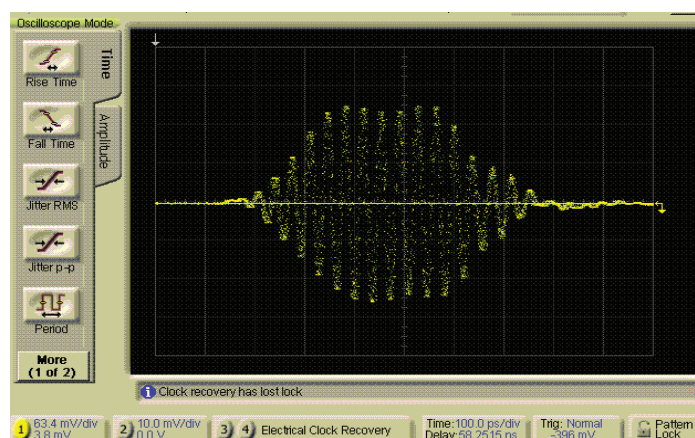 Oscilloscope Mode
Time
Amplitude
Rise Time
Fall Time
Jitter RMS
Jitter p-p
Period
More
(1 of 2)
Clock recovery has lost lock
1) 63.4 mV/div
3.8 mV
2) 10.0 mV/div
0.0 V
3) 4) Electrical Clock Recovery
Time:100.0 ps/div
Delay:58.2515 ns
Trig: Normal
-396 mV
Pattern
Lock